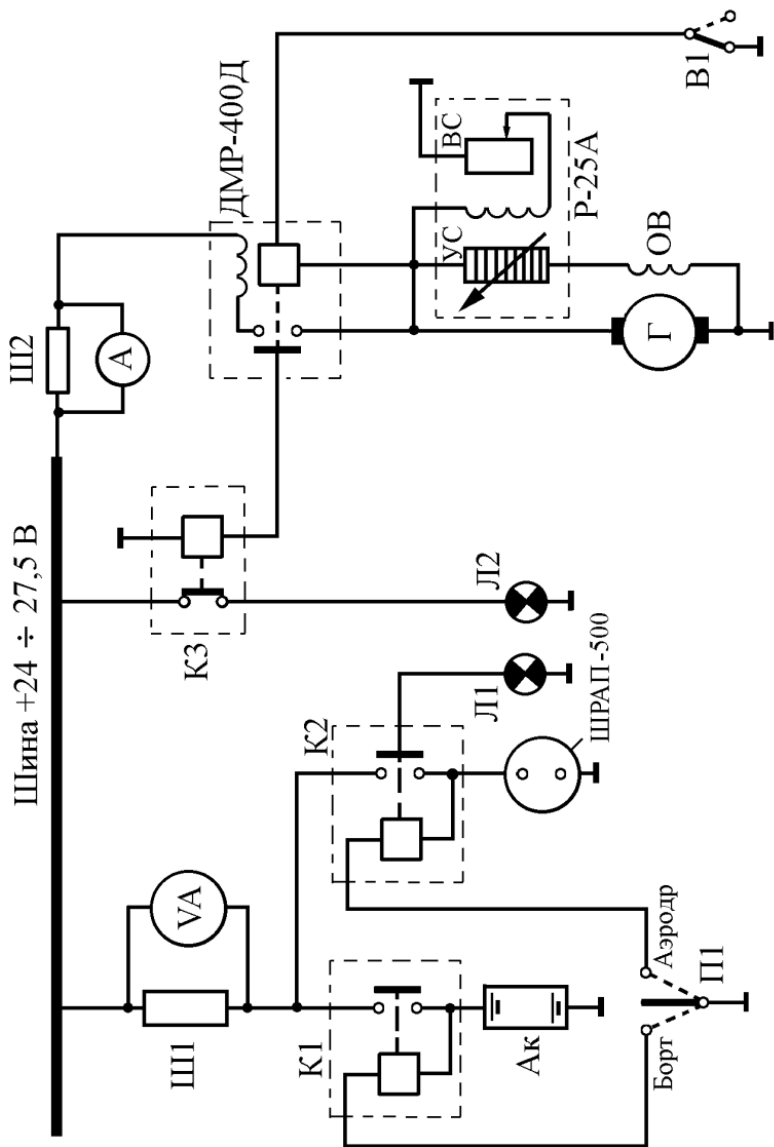 Шина +24 ÷ 27,5 В
Ш1
VA
Ш2
А
К3
ДМР-400Д
К1
К2
Ак
Л1
Л2
ШРАП-500
УС
ВС
Р-25А
Г
ОВ
В1
Борт
Аэродр
П1